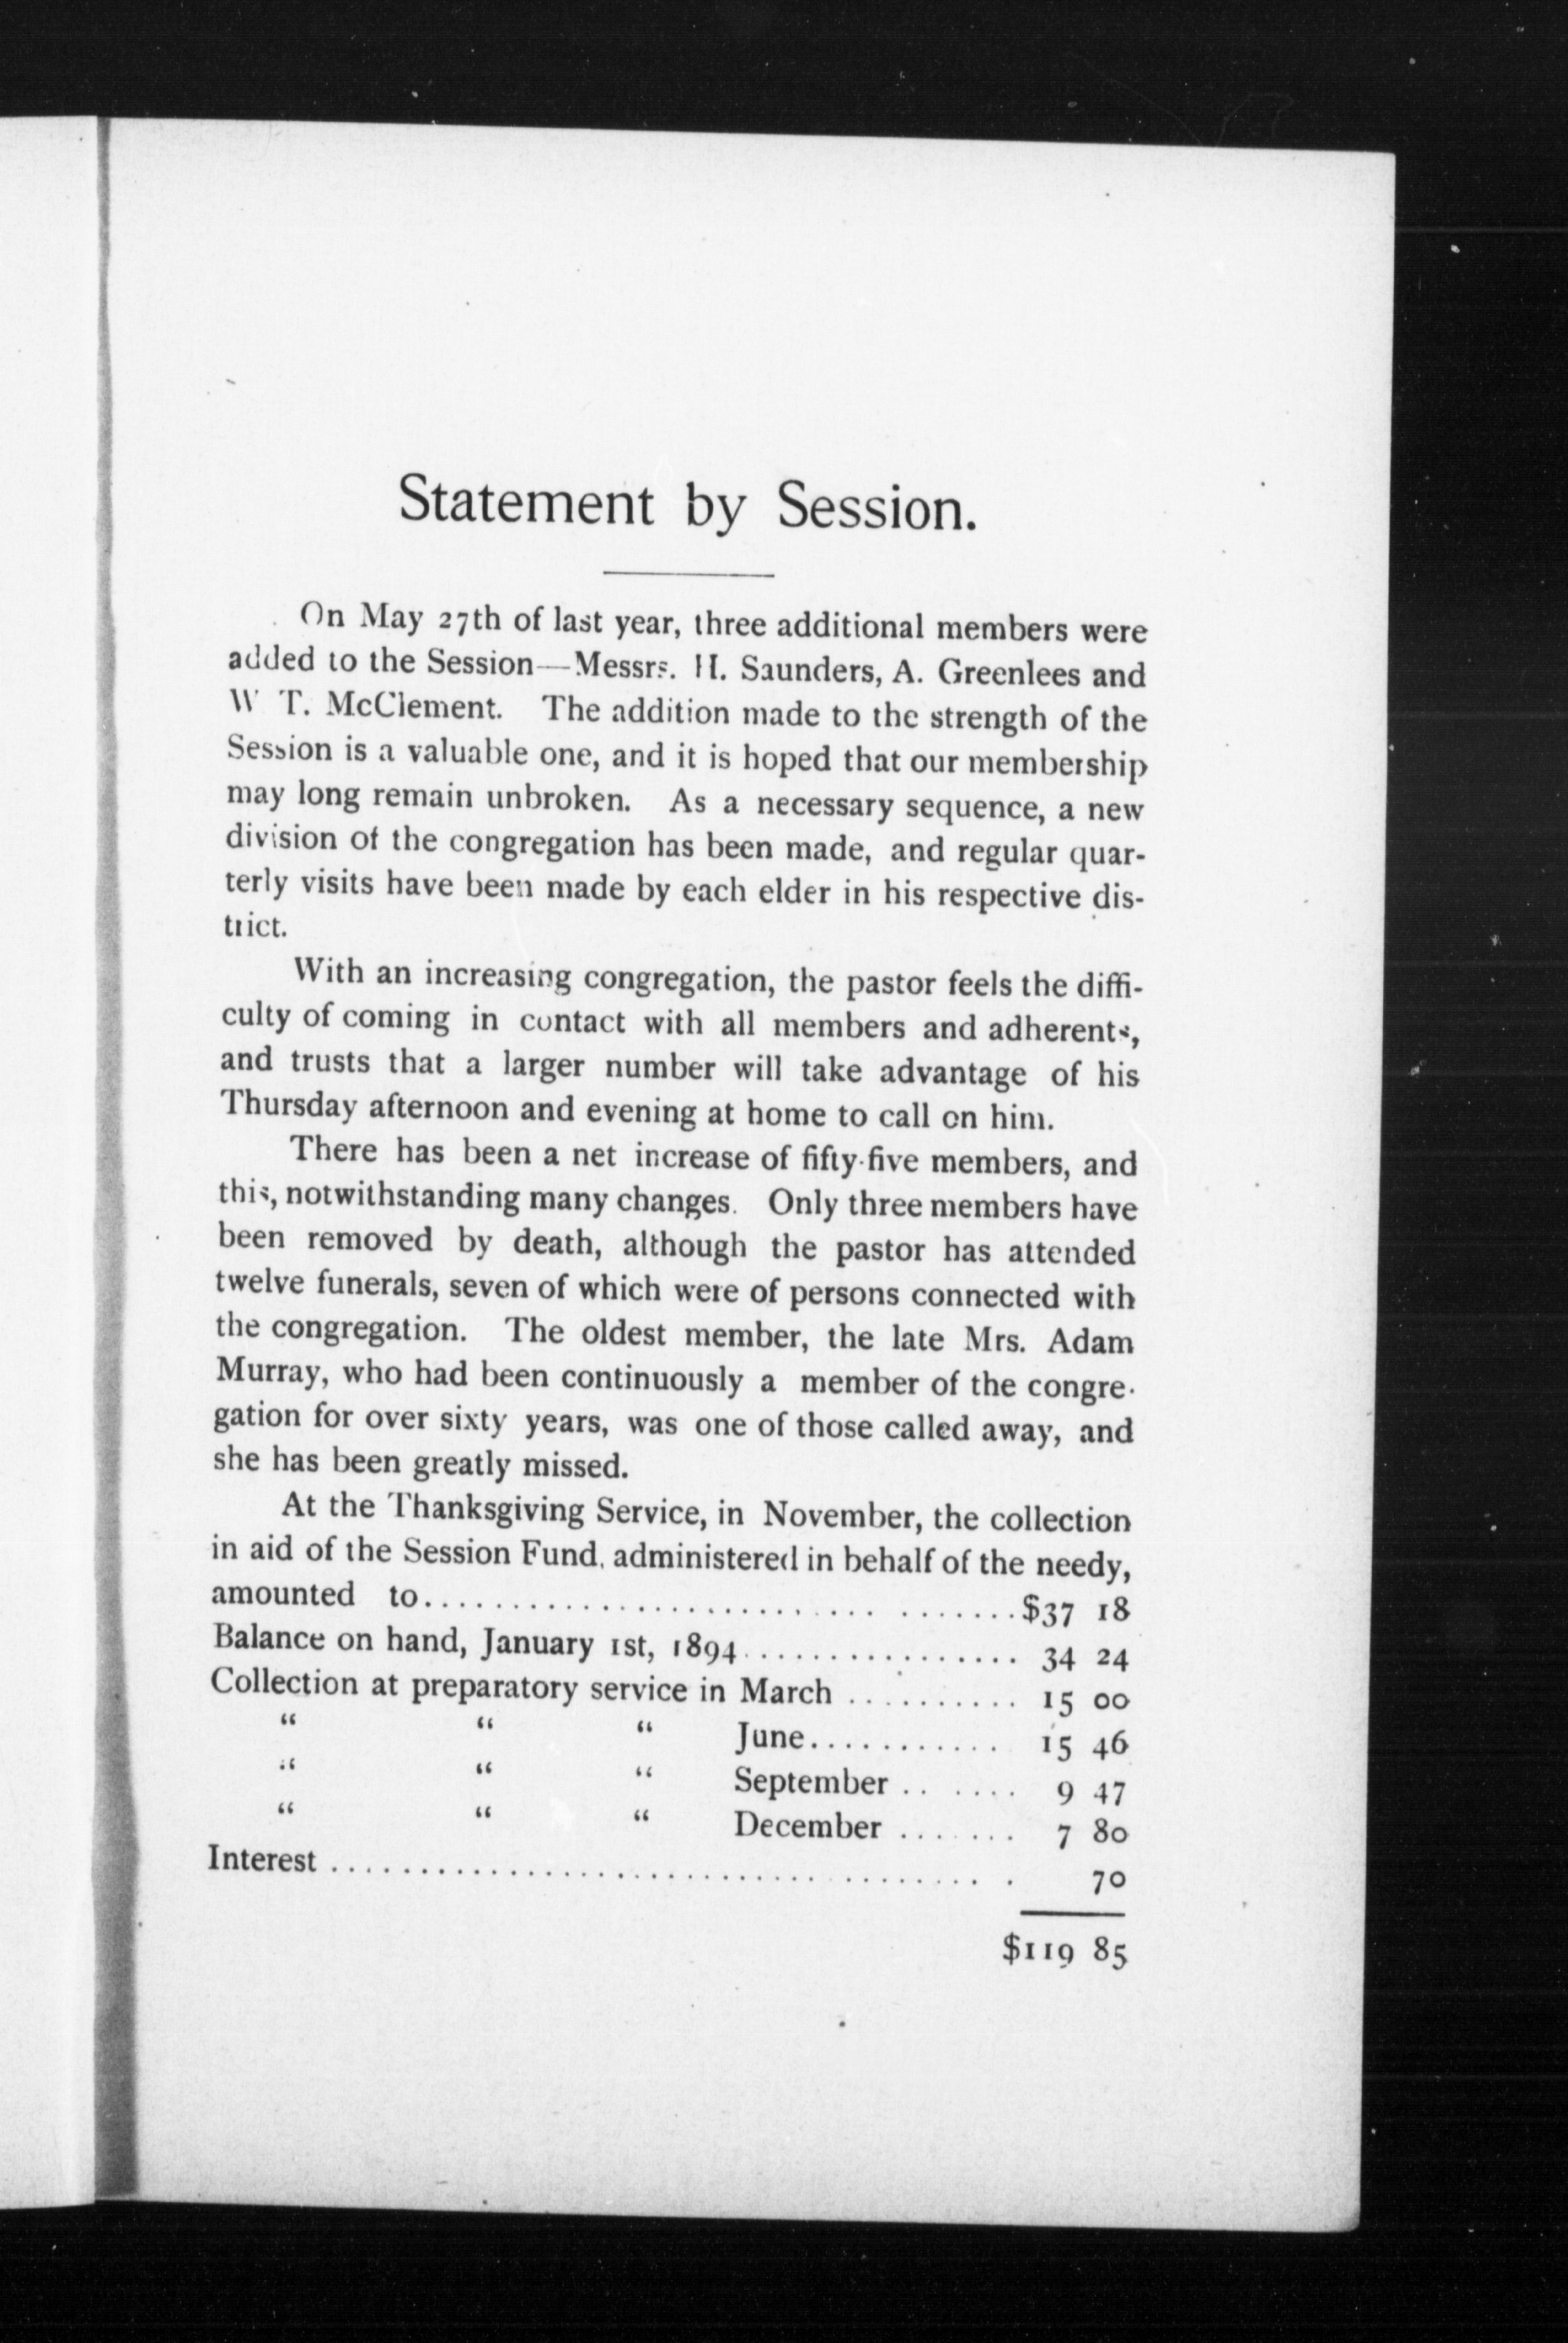 Statement by Session.
On May 27th of last year, three additional members were
added to the Session—Messrs. H. Saunders, A. Greenlees and
W T. McClement. The addition made to the strength of the
Session is a valuable one, and it is hoped that our membership
may long remain unbroken. As a necessary sequence, a new
division of the congregation has been made, and regular quar-
terly visits have been made by each elder in his respective dis-
trict.
With an increasing congregation, the pastor feels the diffi-
culty of coming in contact with all members and adherents,
and trusts that a larger number will take advantage of his
Thursday afternoon and evening at home to call on him.
There has been a net increase of fifty-five members, and
this, notwithstanding many changes. Only three members have
been removed by death, although the pastor has attended
twelve funerals, seven of which were of persons connected with
the congregation. The oldest member, the late Mrs. Adam
Murray, who had been continuously a member of the congre-
gation for over sixty years, was one of those called away, and
she has been greatly missed.
At the Thanksgiving Service, in November, the collection
in aid of the Session Fund, administered in behalf of the needy,
amounted to................................$37 18
Balance on hand, January 1st, 1894................ 34 24
Collection at preparatory service in March .......... 15 00
“ “ “ June........... 15 46
“ “ “ September ...... 9 47
“ “ “ December ....... 7 80
Interest ..................................... 70
$119 85